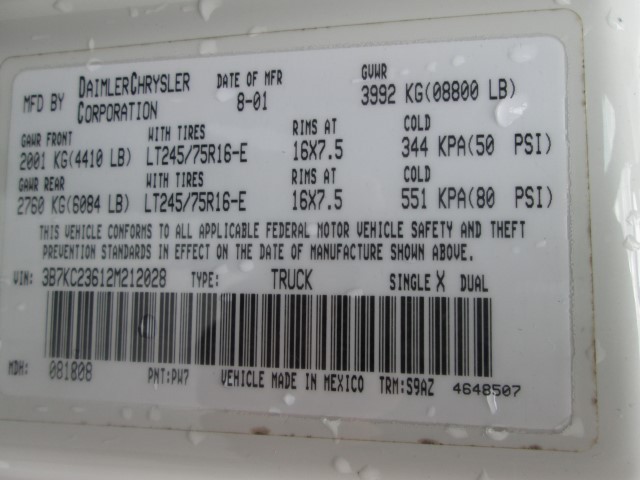 MFD BY DAIMLERCHRYSLER CORPORATION DATE OF MFR 8-01 GVWR 3992 KG(08800 LB)
GAWR FRONT WITH TIRES RIMS AT COLD
2001 KG(4410 LB) LT245/75R16-E 16X7.5 344 KPA(50 PSI)
GAWR REAR WITH TIRES RIMS AT COLD
2760 KG(6084 LB) LT245/75R16-E 16X7.5 551 KPA(80 PSI)
THIS VEHICLE CONFORMS TO ALL APPLICABLE FEDERAL MOTOR VEHICLE SAFETY AND THEFT
PREVENTION STANDARDS IN EFFECT ON THE DATE OF MANUFACTURE SHOWN ABOVE.
VIN: 3B7KC23612M212028 TYPE: TRUCK SINGLE X DUAL
MDH: 081808 PNT:PW7 VEHICLE MADE IN MEXICO TRM:S9AZ 4648507